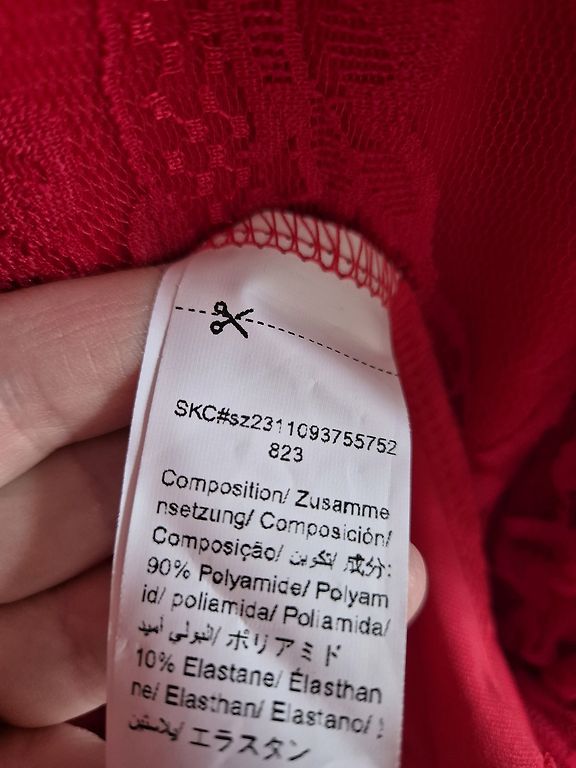 SKC#sz2311093755752
823
Composition/ Zusamme
nsetzung/ Composición/
Composição/ تكوين/ 成分:
90% Polyamide/ Polyam
id/ poliamida/ Poliamida/
البولي أميد/ ポリアミド
10% Elastane/ Élasthan
ne/ Elasthan/ Elastano/
إيلاستين/ エラスタン